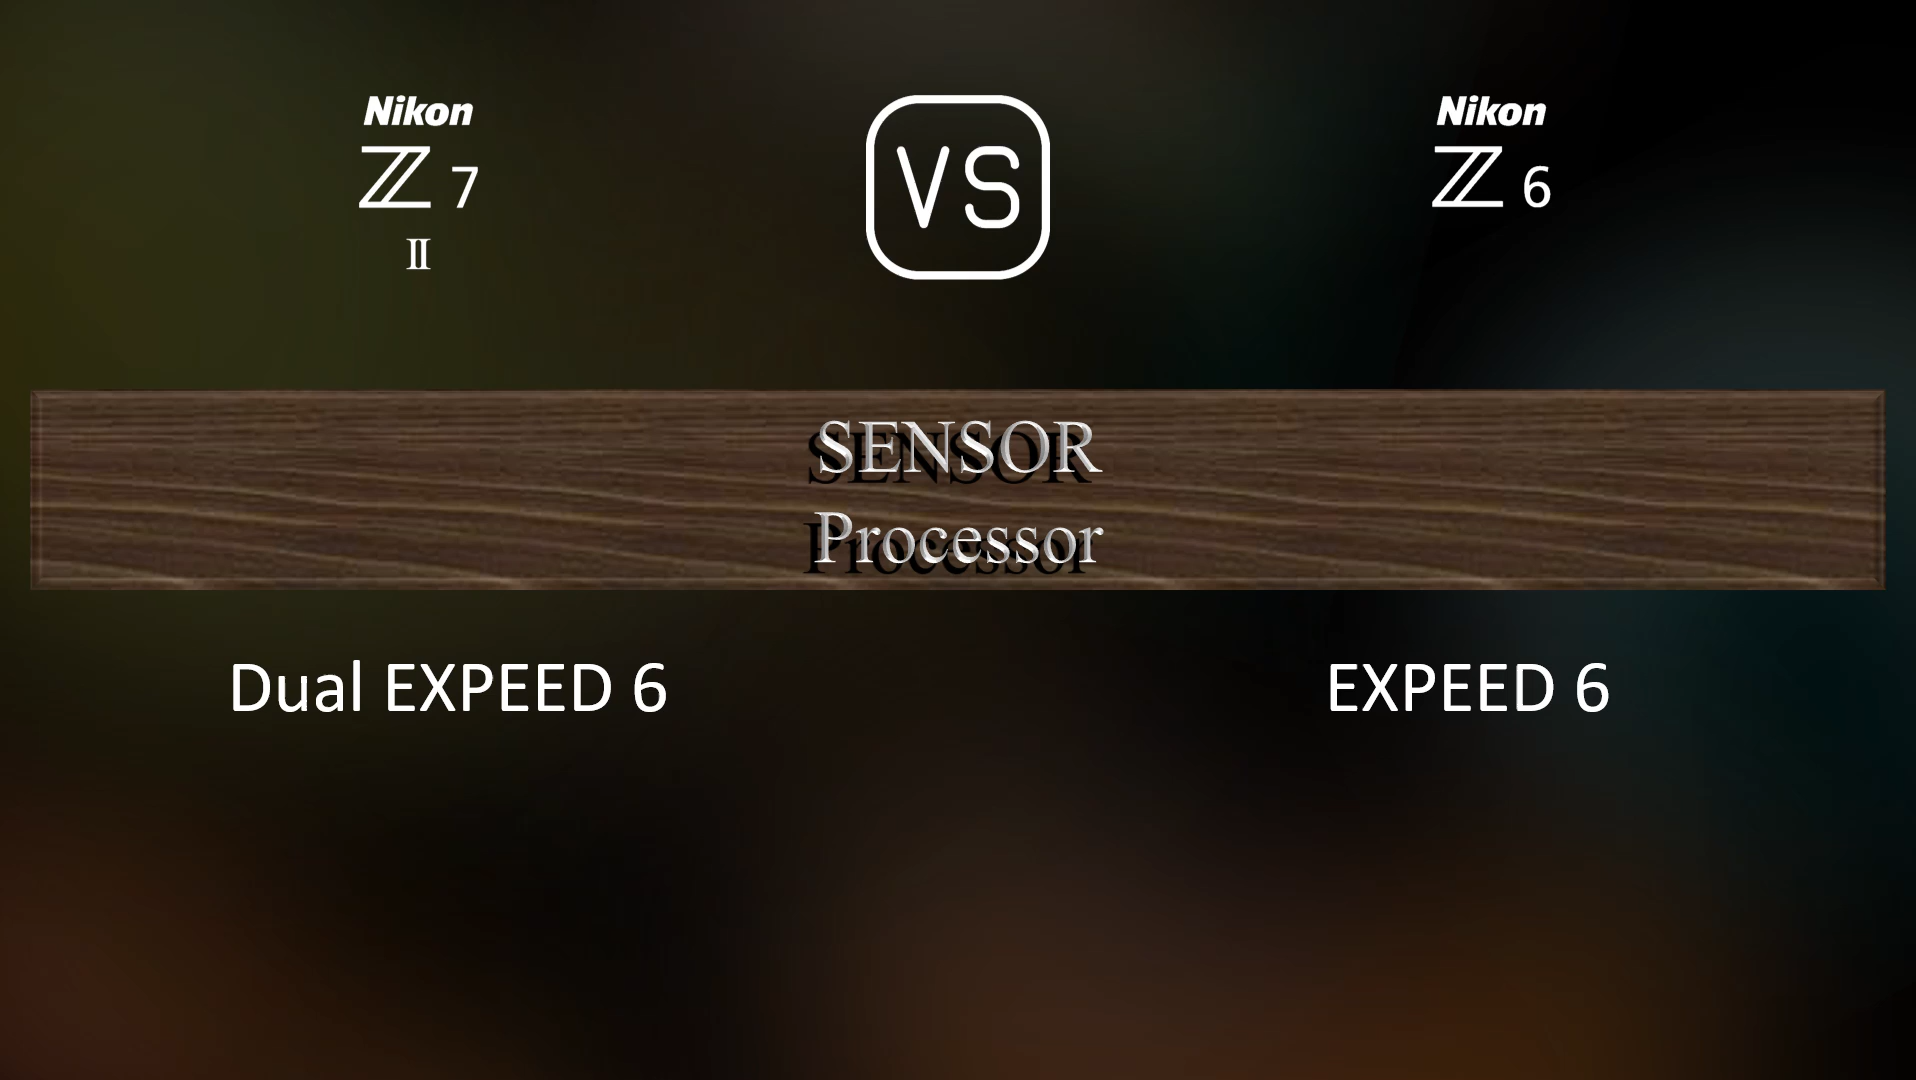 Nikon
Z 7
II
VS
Nikon
Z 6
SENSOR
Processor
Dual EXPEED 6
EXPEED 6